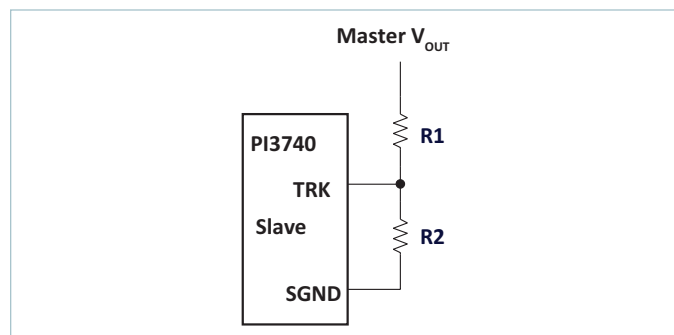 Master VOUT
R1
PI3740
TRK
Slave
R2
SGND